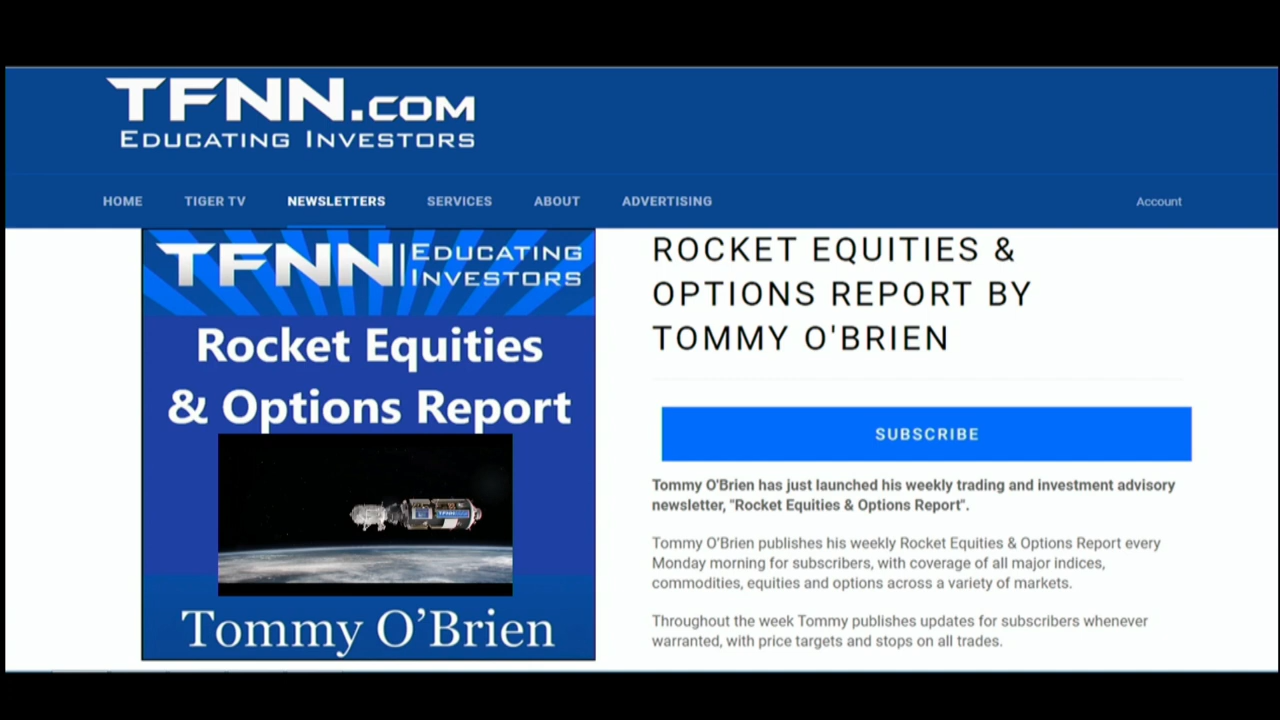 TFNN.COM
EDUCATING INVESTORS
HOME TIGER TV NEWSLETTERS SERVICES ABOUT ADVERTISING Account
TFNN EDUCATING
INVESTORS
Rocket Equities
& Options Report
TFNN
Tommy O’Brien
ROCKET EQUITIES &
OPTIONS REPORT BY
TOMMY O'BRIEN
SUBSCRIBE
Tommy O'Brien has just launched his weekly trading and investment advisory
newsletter, "Rocket Equities & Options Report".
Tommy O’Brien publishes his weekly Rocket Equities & Options Report every
Monday morning for subscribers, with coverage of all major indices,
commodities, equities and options across a variety of markets.
Throughout the week Tommy publishes updates for subscribers whenever
warranted, with price targets and stops on all trades.